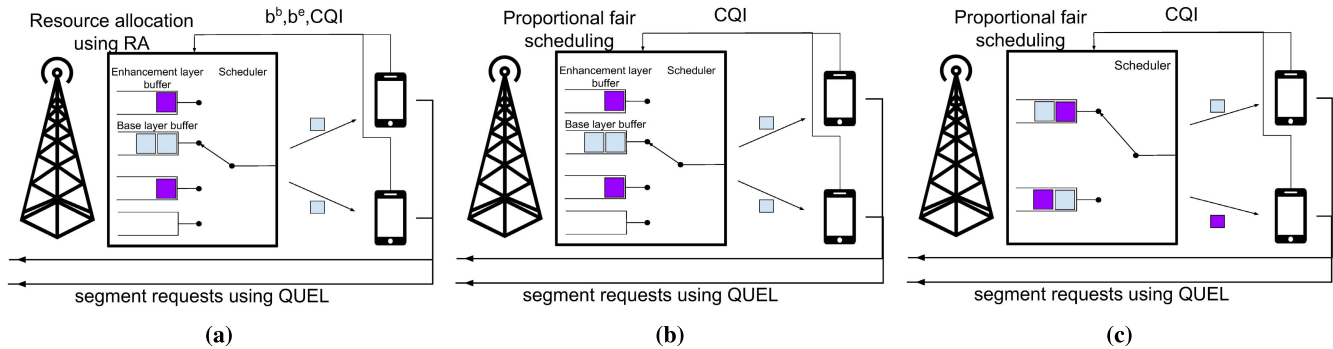 Resource allocation
using RA
b^b,b^e,CQI
Enhancement layer
buffer
Scheduler
Base layer buffer
segment requests using QUEL
(a)
Proportional fair
scheduling
CQI
Enhancement layer
buffer
Scheduler
Base layer buffer
segment requests using QUEL
(b)
Proportional fair
scheduling
CQI
Scheduler
segment requests using QUEL
(c)